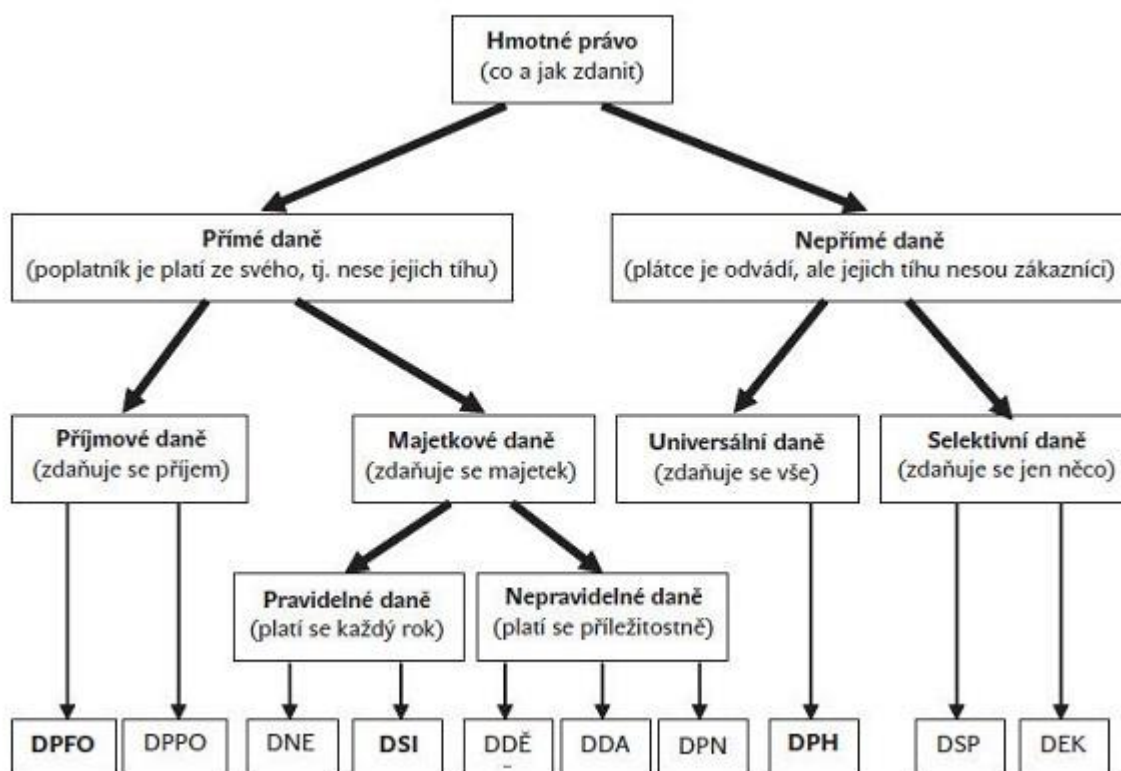 Hmotné právo
(co a jak zdanit)
Přímé daně
(poplatník je platí ze svého, tj. nese jejich tíhu)
Nepřímé daně
(plátce je odvádí, ale jejich tíhu nesou zákazníci)
Příjmové daně
(zdaňuje se příjem)
Majetkové daně
(zdaňuje se majetek)
Universální daně
(zdaňuje se vše)
Selektivní daně
(zdaňuje se jen něco)
Pravidelné daně
(platí se každý rok)
Nepravidelné daně
(platí se příležitostně)
DPFO
DPPO
DNE
DSI
DDĚ
DDA
DPN
DPH
DSP
DEK